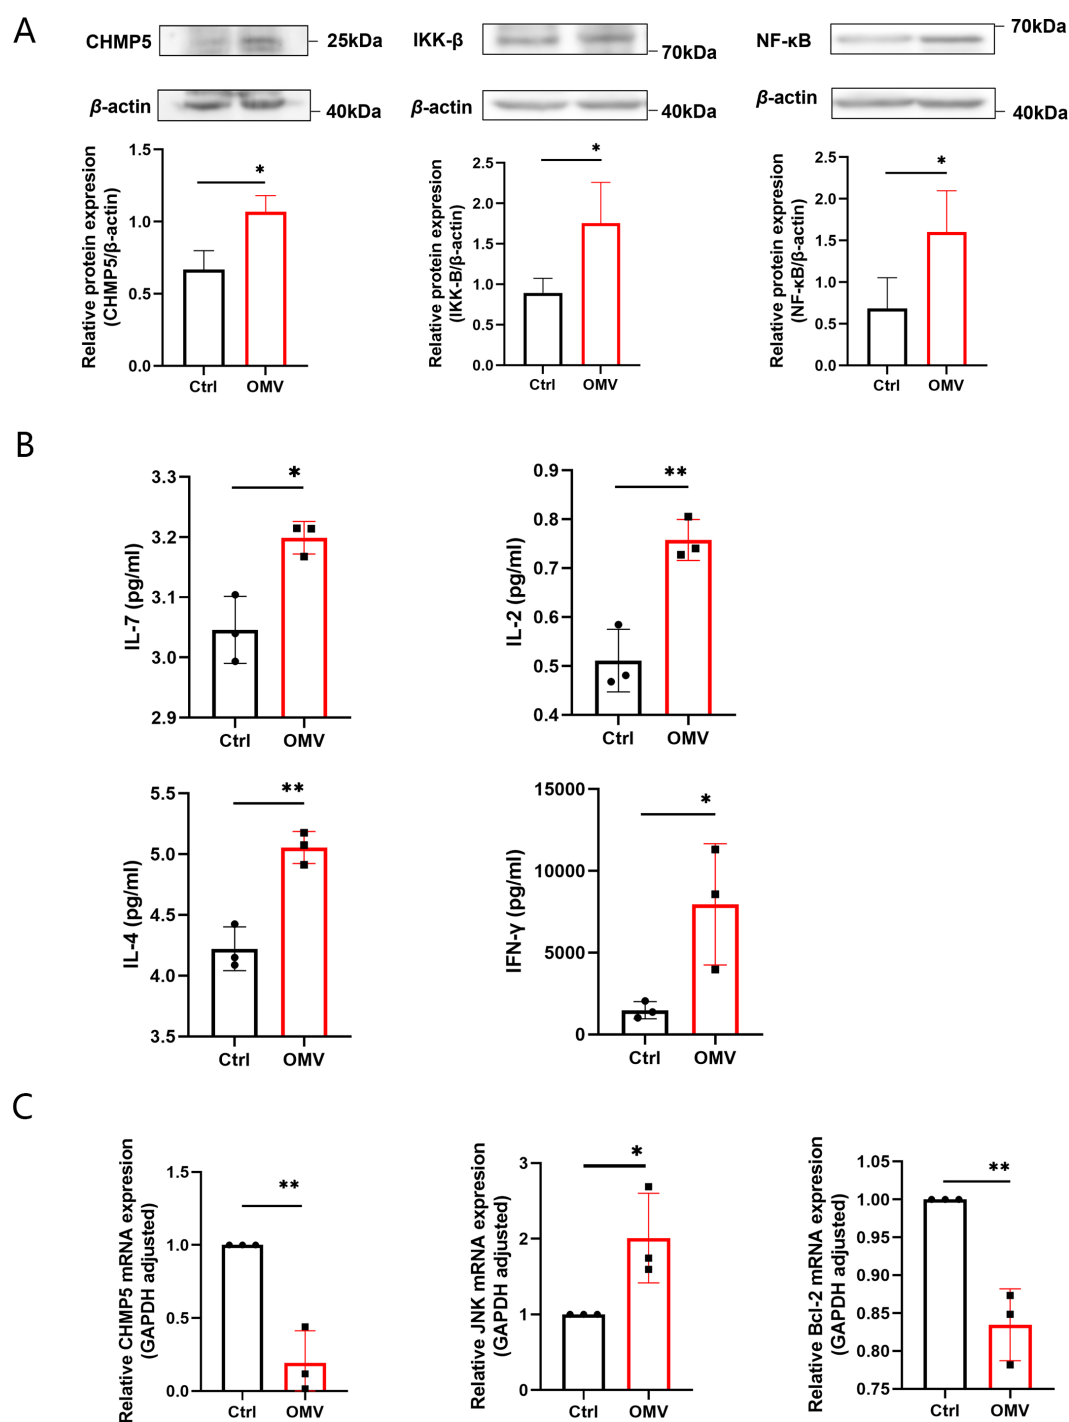 A
CHMP5
25kDa
IKK-β
70kDa
NF-κB
70kDa
β-actin
40kDa
β-actin
40kDa
β-actin
40kDa
Relative protein expresion
(CHMP5/β-actin)
1.5
1.0
0.5
0.0
*
Ctrl
OMV
Relative protein expresion
(IKK-B/β-actin)
2.5
2.0
1.5
1.0
0.5
0.0
*
Ctrl
OMV
Relative protein expresion
(NF-κB/β-actin)
2.5
2.0
1.5
1.0
0.5
0.0
*
Ctrl
OMV
B
IL-7 (pg/ml)
3.3
3.2
3.1
3.0
2.9
*
Ctrl
OMV
IL-2 (pg/ml)
0.9
0.8
0.7
0.6
0.5
0.4
**
Ctrl
OMV
IL-4 (pg/ml)
5.5
5.0
4.5
4.0
3.5
**
Ctrl
OMV
IFN-γ (pg/ml)
15000
10000
5000
0
*
Ctrl
OMV
C
Relative CHMP5 mRNA expresion
(GAPDH adjusted)
1.5
1.0
0.5
0.0
**
Ctrl
OMV
Relative JNK mRNA expresion
(GAPDH adjusted)
3
2
1
0
*
Ctrl
OMV
Relative Bcl-2 mRNA expresion
(GAPDH adjusted)
1.05
1.00
0.95
0.90
0.85
0.80
0.75
**
Ctrl
OMV